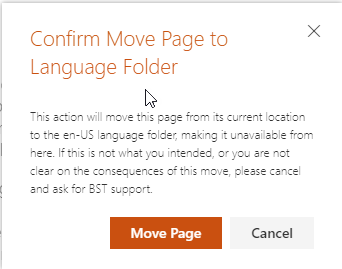 Confirm Move Page to
Language Folder
This action will move this page from its current location
to the en-US language folder, making it unavailable from
here. If this is not what you intended, or you are not
clear on the consequences of this move, please cancel
and ask for BST support.
Move Page
Cancel